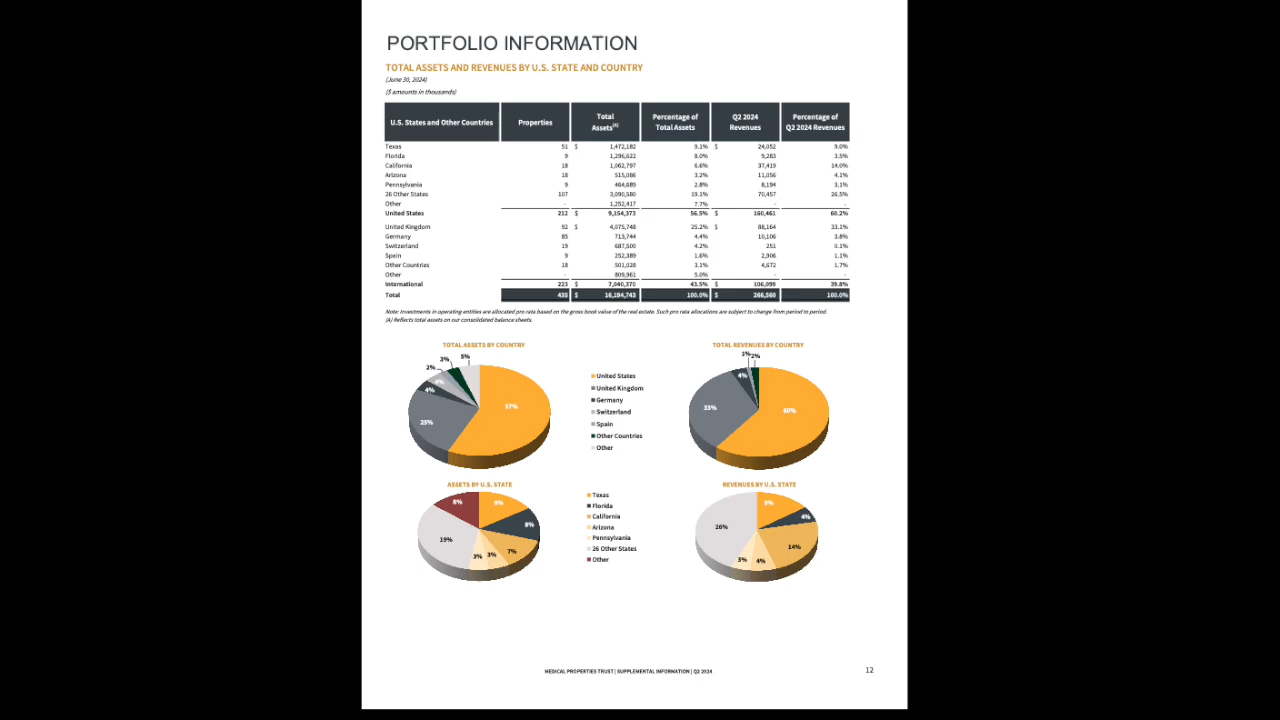 PORTFOLIO INFORMATION
TOTAL ASSETS AND REVENUES BY U.S. STATE AND COUNTRY
(June 30, 2024)
($ amounts in thousands)
U.S. States and Other Countries Properties Total Assets(A) Percentage of Total Assets Q2 2024 Revenues Percentage of Q2 2024 Revenues
Texas 51 $ 1,472,182 9.1% $ 24,052 9.0%
Florida 9 1,296,622 8.0% 9,283 3.5%
California 18 1,062,797 6.6% 37,419 14.0%
Arizona 18 515,086 3.2% 11,056 4.1%
Pennsylvania 9 464,689 2.8% 8,194 3.1%
26 Other States 107 3,090,580 19.1% 70,457 26.5%
Other - 1,252,417 7.7% - -
United States 212 $ 9,154,373 56.5% $ 160,461 60.2%
United Kingdom 92 $ 4,075,748 25.2% $ 88,164 33.1%
Germany 85 713,744 4.4% 10,106 3.8%
Switzerland 19 687,500 4.2% 251 0.1%
Spain 9 252,389 1.6% 2,906 1.1%
Other Countries 18 501,028 3.1% 4,672 1.7%
Other - 809,961 5.0% - -
International 223 $ 7,040,370 43.5% $ 106,099 39.8%
Total 435 $ 16,194,743 100.0% $ 266,560 100.0%
Note: Investments in operating entities are allocated pro rata based on the gross book value of the real estate. Such pro rata allocations are subject to change from period to period.
(A) Reflects total assets on our consolidated balance sheets.
TOTAL ASSETS BY COUNTRY
57%
25%
4%
4%
2%
3%
5%
United States
United Kingdom
Germany
Switzerland
Spain
Other Countries
Other
TOTAL REVENUES BY COUNTRY
60%
33%
4%
1%
2%
ASSETS BY U.S. STATE
9%
8%
7%
3%
3%
19%
8%
Texas
Florida
California
Arizona
Pennsylvania
26 Other States
Other
REVENUES BY U.S. STATE
9%
4%
14%
4%
3%
26%
MEDICAL PROPERTIES TRUST | SUPPLEMENTAL INFORMATION | Q2 2024
12